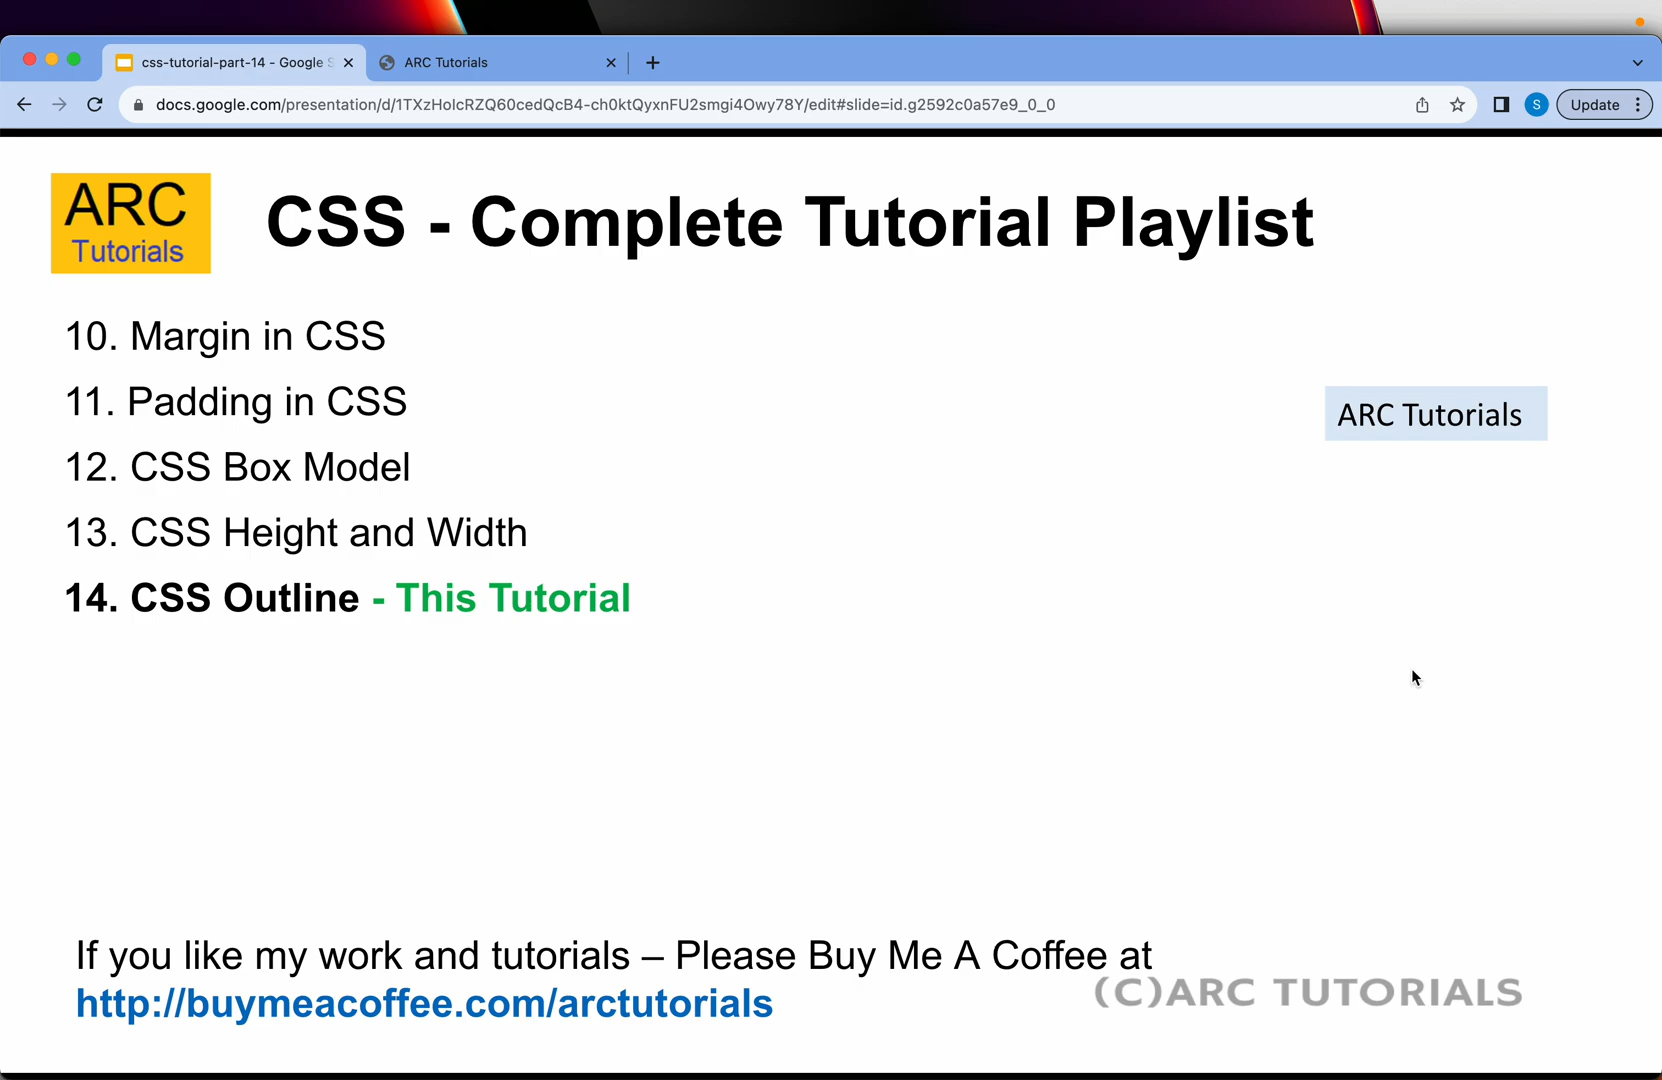 css-tutorial-part-14 - Google S
ARC Tutorials
docs.google.com/presentation/d/1TXzHolcRZQ60cedQcB4-ch0ktQyxnFU2smgi4Owy78Y/edit#slide=id.g2592c0a57e9_0_0
S
Update
ARC
Tutorials
CSS - Complete Tutorial Playlist
10. Margin in CSS
11. Padding in CSS
12. CSS Box Model
13. CSS Height and Width
14. CSS Outline - This Tutorial
ARC Tutorials
If you like my work and tutorials – Please Buy Me A Coffee at
http://buymeacoffee.com/arctutorials
(C)ARC TUTORIALS